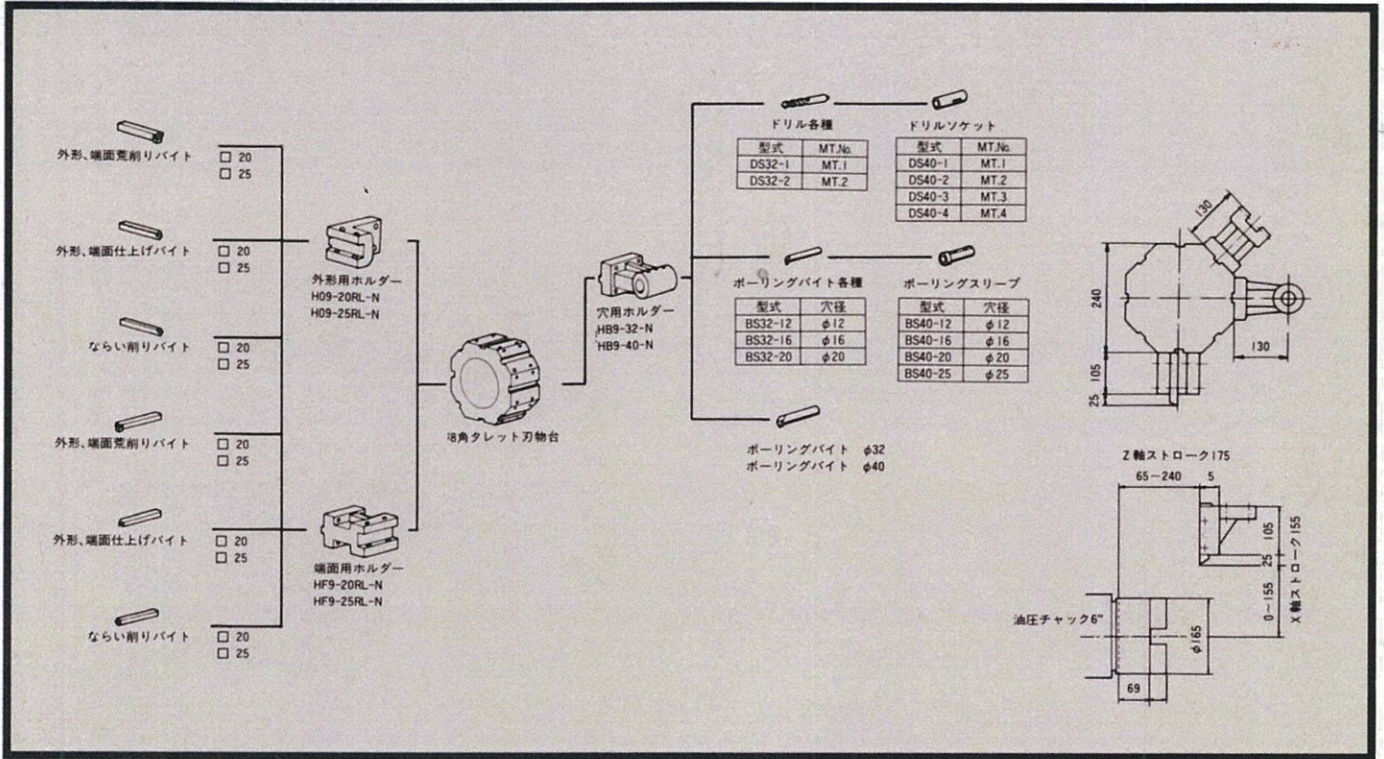 外形、端面荒削りバイト
□ 20
□ 25
外形、端面仕上げバイト
□ 20
□ 25
ならい削りバイト
□ 20
□ 25
外形、端面荒削りバイト
□ 20
□ 25
外形、端面仕上げバイト
□ 20
□ 25
ならい削りバイト
□ 20
□ 25
外形用ホルダー
H09-20RL-N
H09-25RL-N
端面用ホルダー
HF9-20RL-N
HF9-25RL-N
8角タレット刃物台
穴用ホルダー
HB9-32-N
HB9-40-N
ドリル各種
型式 MT.No.
DS32-1 MT.1
DS32-2 MT.2
ドリルソケット
型式 MT.No.
DS40-1 MT.1
DS40-2 MT.2
DS40-3 MT.3
DS40-4 MT.4
ボーリングバイト各種
型式 穴径
BS32-12 φ12
BS32-16 φ16
BS32-20 φ20
ボーリングスリーブ
型式 穴径
BS40-12 φ12
BS40-16 φ16
BS40-20 φ20
BS40-25 φ25
ボーリングバイト φ32
ボーリングバイト φ40
130
240
130
105
25
Z軸ストローク175
65−240 5
105
25
0〜155
X軸ストローク155
油圧チャック6"
φ165
69